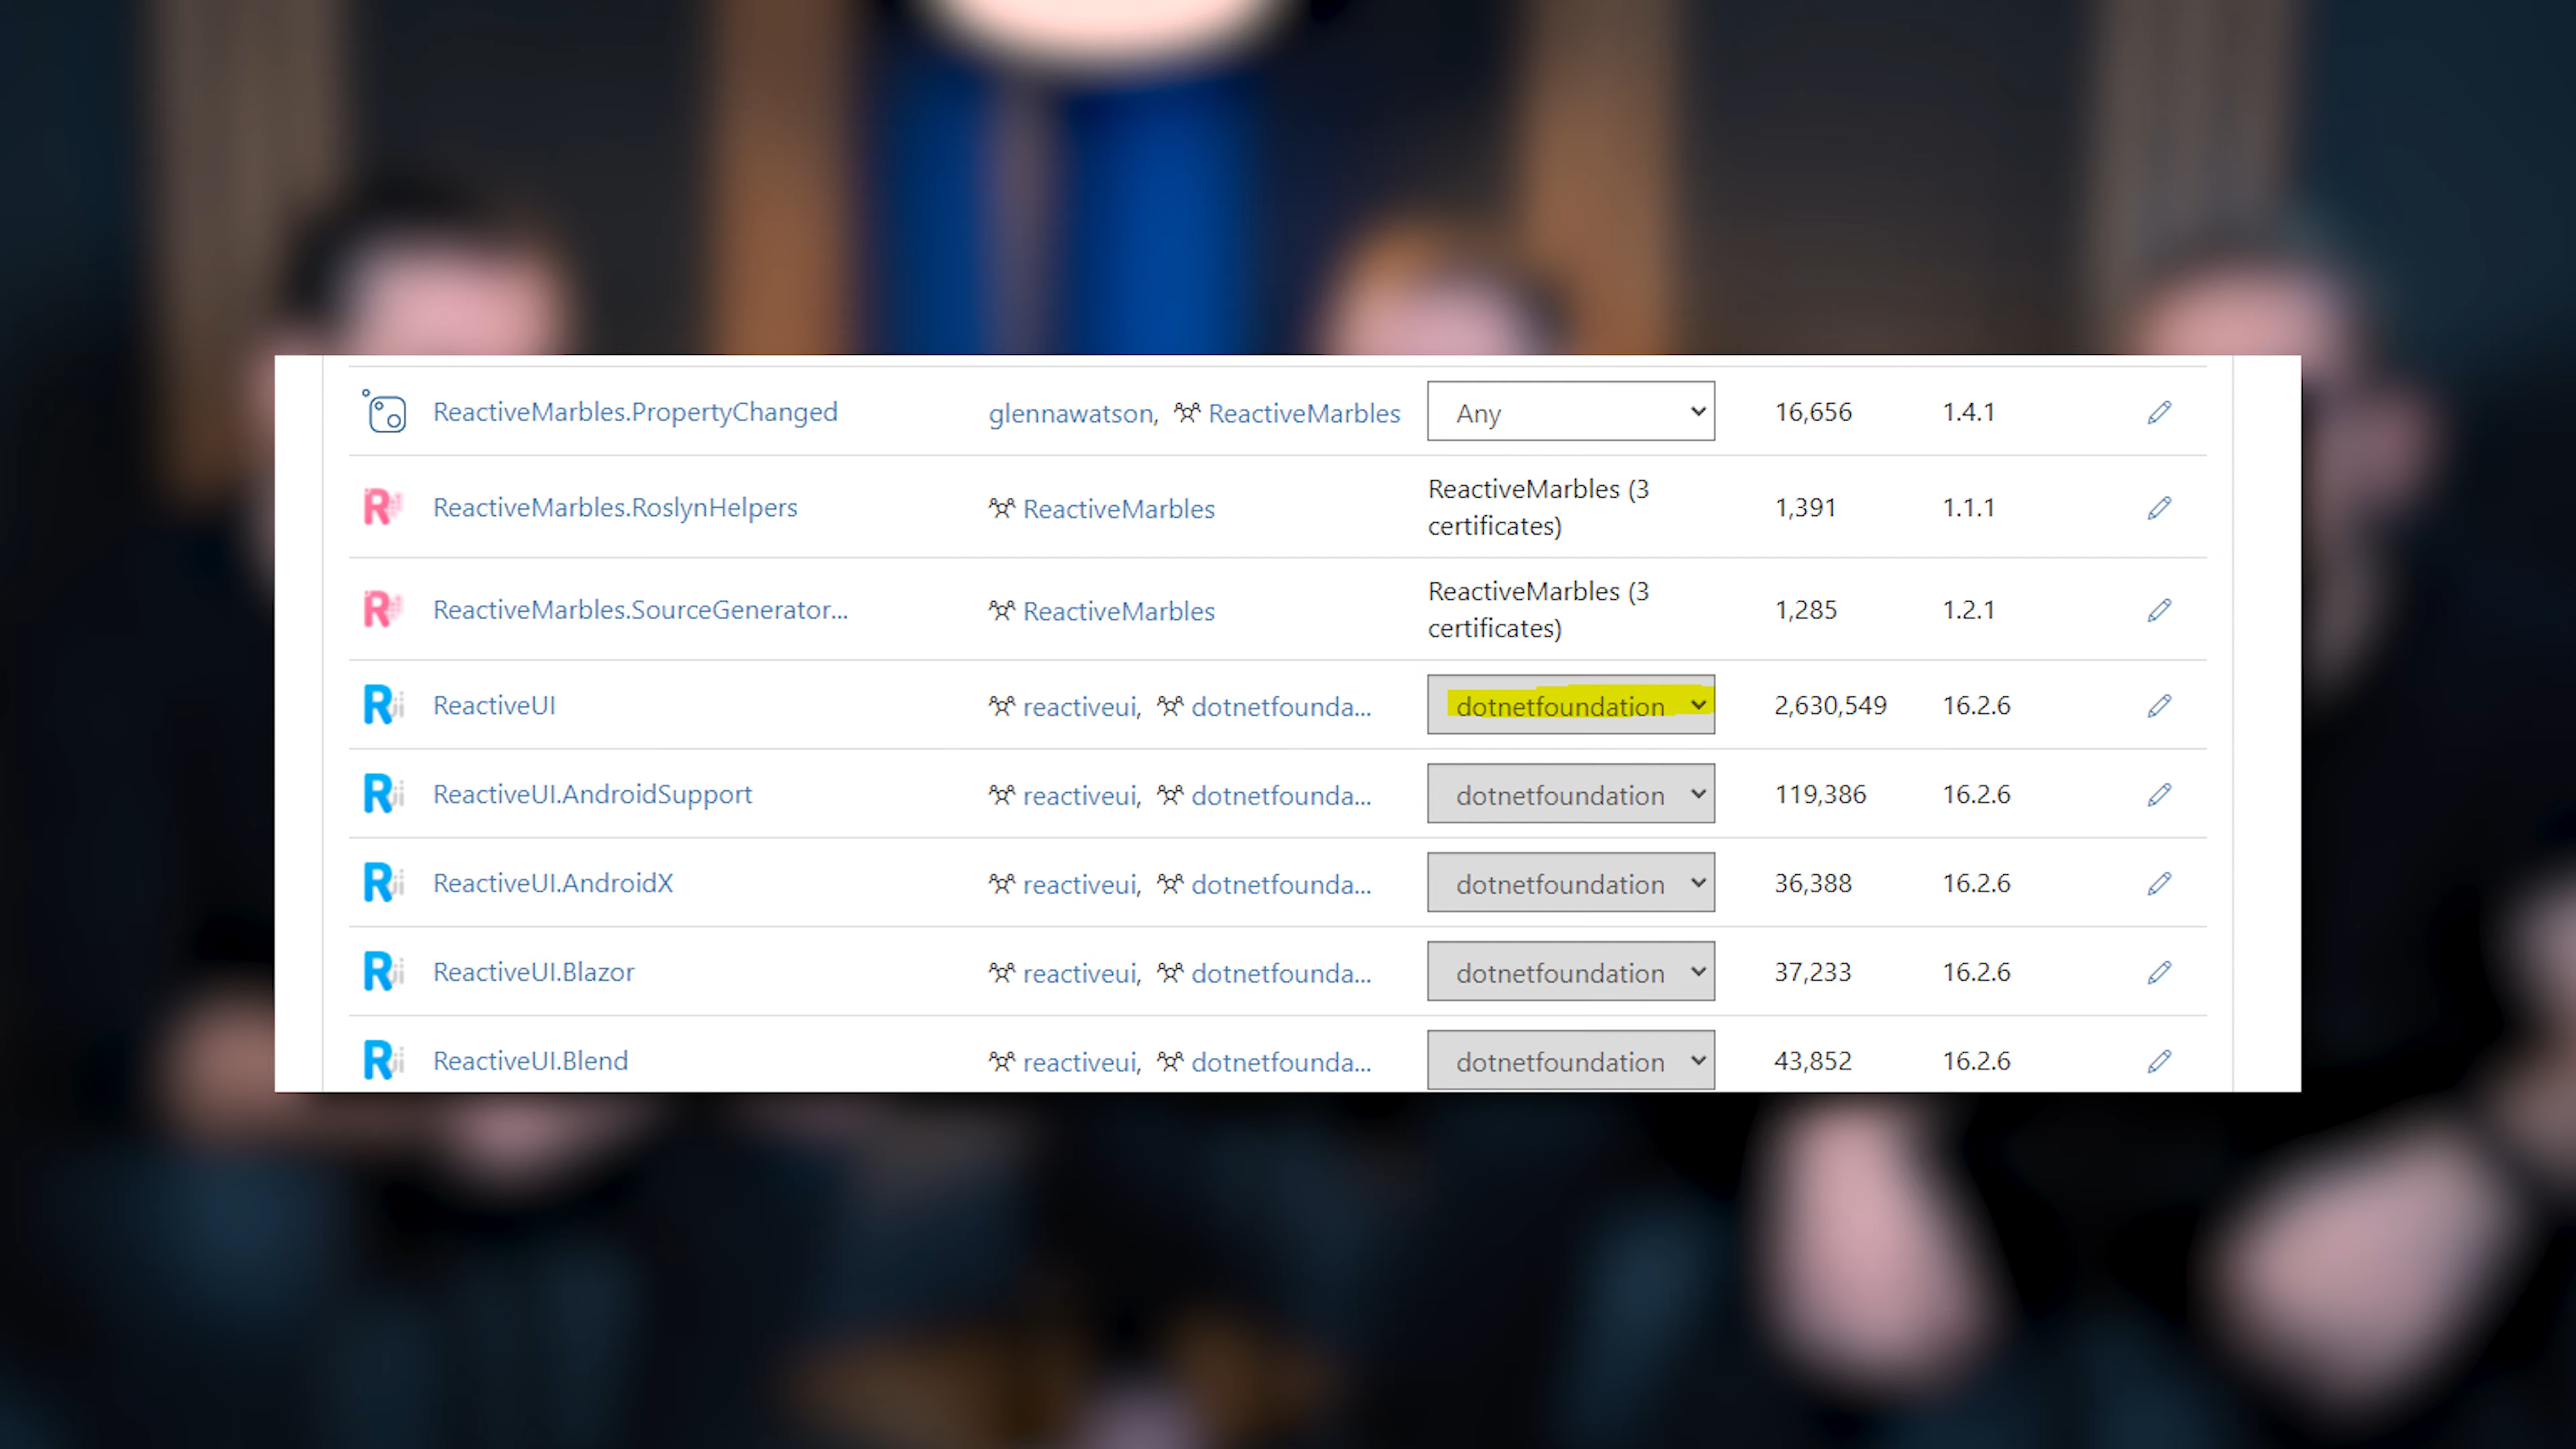 ReactiveMarbles.PropertyChanged glennawatson, ReactiveMarbles Any 16,656 1.4.1
ReactiveMarbles.RoslynHelpers ReactiveMarbles ReactiveMarbles (3 1,391 1.1.1
certificates)
ReactiveMarbles.SourceGenerator... ReactiveMarbles ReactiveMarbles (3 1,285 1.2.1
certificates)
ReactiveUI reactiveui, dotnetfounda... dotnetfoundation 2,630,549 16.2.6
ReactiveUI.AndroidSupport reactiveui, dotnetfounda... dotnetfoundation 119,386 16.2.6
ReactiveUI.AndroidX reactiveui, dotnetfounda... dotnetfoundation 36,388 16.2.6
ReactiveUI.Blazor reactiveui, dotnetfounda... dotnetfoundation 37,233 16.2.6
ReactiveUI.Blend reactiveui, dotnetfounda... dotnetfoundation 43,852 16.2.6